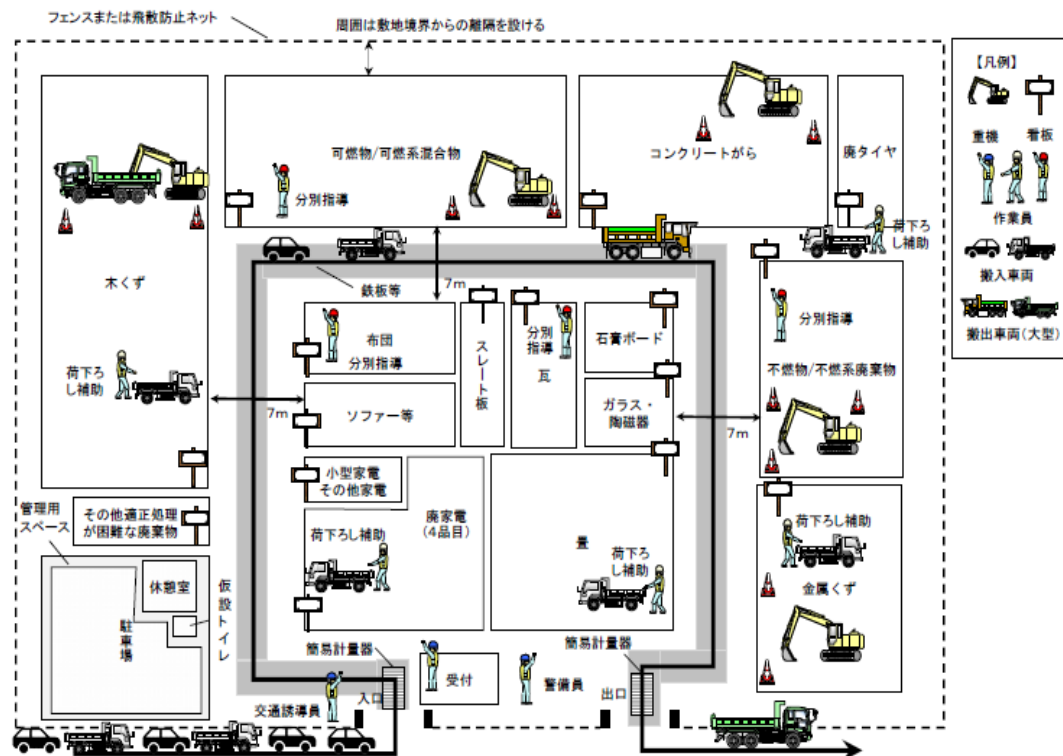 フェンスまたは飛散防止ネット
周囲は敷地境界からの離隔を設ける
【凡例】
重機
看板
作業員
搬入車両
搬出車両(大型)
可燃物/可燃系混合物
分別指導
コンクリートがら
廃タイヤ
荷下ろ
し補助
木くず
鉄板等
7m
布団
分別指導
スレート板
分別
指導
瓦
石膏ボード
分別指導
不燃物/不燃系廃棄物
荷下ろ
し補助
7m
ソファー等
ガラス・
陶磁器
7m
小型家電
その他家電
廃家電
(4品目)
荷下ろし補助
畳
荷下ろ
し補助
荷下ろし補助
金属くず
管理用
スペース
その他適正処理
が困難な廃棄物
休憩室
仮設トイレ
駐車場
簡易計量器
入口
受付
警備員
簡易計量器
出口
交通誘導員